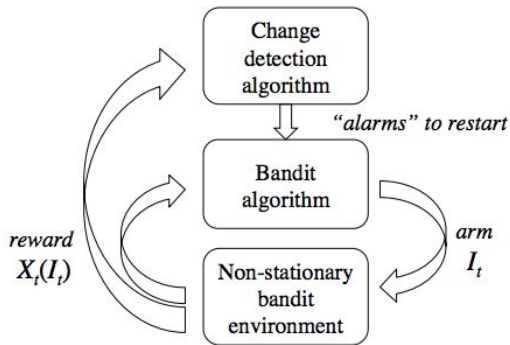 Change
detection
algorithm
“alarms” to restart
Bandit
algorithm
reward
X_t(I_t)
arm
I_t
Non-stationary
bandit
environment